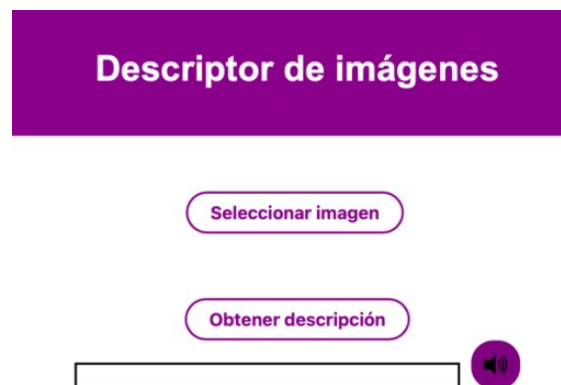 Descriptor de imágenes
Seleccionar imagen
Obtener descripción